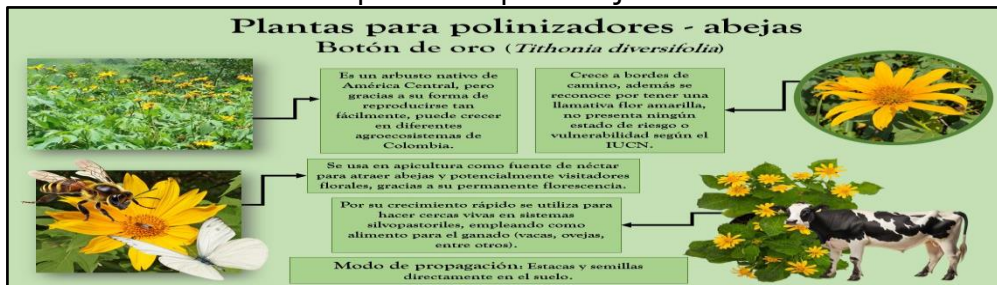 Plantas para polinizadores - abejas
Botón de oro (Tithonia diversifolia)
Es un arbusto nativo de
América Central, pero
gracias a su forma de
reproducirse tan
fácilmente, puede crecer
en diferentes
agroecosistemas de
Colombia.
Crece a bordes de
camino, además se
reconoce por tener una
llamativa flor amarilla,
no presenta ningún
estado de riesgo o
vulnerabilidad según el
IUCN.
Se usa en apicultura como fuente de néctar
para atraer abejas y potencialmente visitadores
florales, gracias a su permanente florescencia.
Por su crecimiento rápido se utiliza para
hacer cercas vivas en sistemas
silvopastoriles, empleando como
alimento para el ganado (vacas, ovejas,
entre otros).
Modo de propagación: Estacas y semillas
directamente en el suelo.